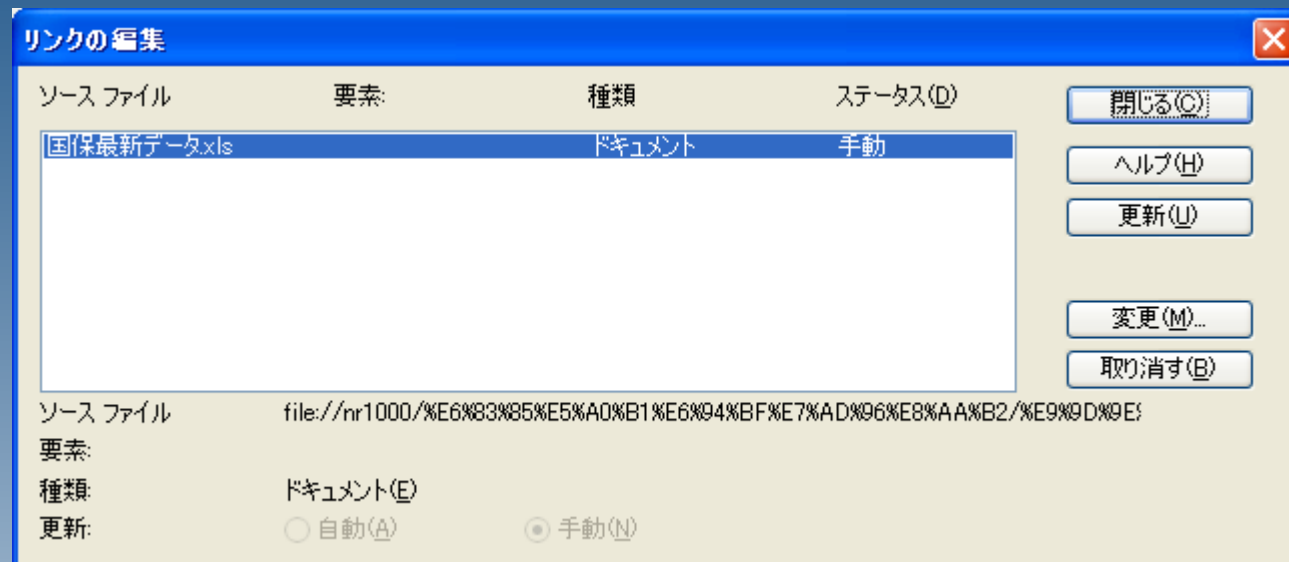 リンクの編集
ソース ファイル 要素: 種類 ステータス(D)
国保最新データ.xls ドキュメント 手動
閉じる(C)
ヘルプ(H)
更新(U)
変更(M)...
取り消す(B)
ソース ファイル file://nr1000/%E6%83%85%E5%A0%B1%E6%94%BF%E7%AD%96%E8%AA%B2/%E9%9D%9E
要素:
種類: ドキュメント(E)
更新: 自動(A) 手動(N)